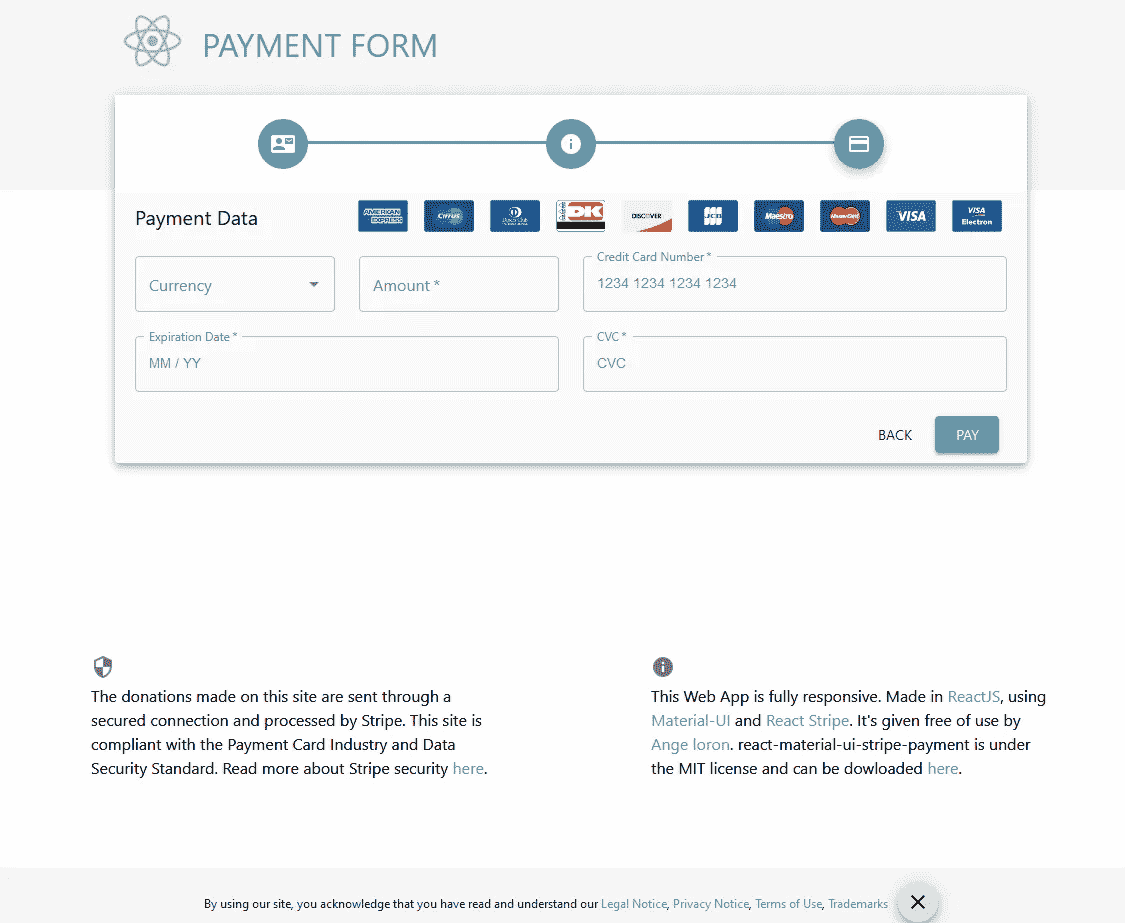 PAYMENT FORM
Payment Data
AMERICAN EXPRESS
CIRRUS
Diners Club
DK
DISCOVER
JCB
Maestro
MasterCard
VISA
VISA Electron
Currency
Amount *
Credit Card Number *
1234 1234 1234 1234
Expiration Date *
MM / YY
CVC *
CVC
BACK
PAY
The donations made on this site are sent through a
secured connection and processed by Stripe. This site is
compliant with the Payment Card Industry and Data
Security Standard. Read more about Stripe security here.
This Web App is fully responsive. Made in ReactJS, using
Material-UI and React Stripe. It's given free of use by
Ange loron. react-material-ui-stripe-payment is under
the MIT license and can be dowloaded here.
By using our site, you acknowledge that you have read and understand our Legal Notice, Privacy Notice, Terms of Use, Trademarks